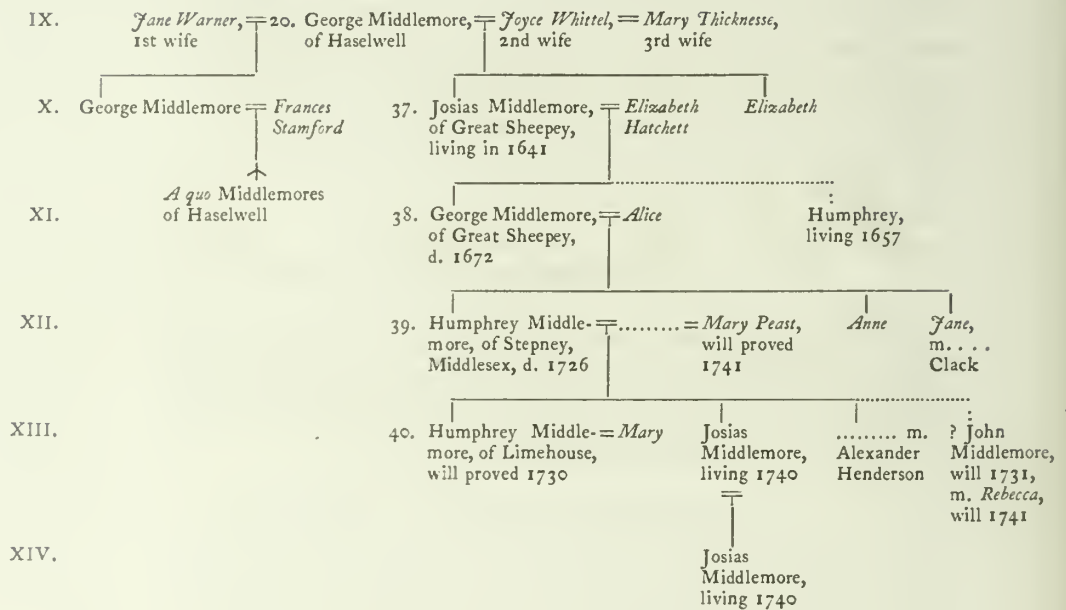 IX. Jane Warner, = 20. George Middlemore, = Joyce Whittel, = Mary Thicknesse,
1st wife of Haselwell 2nd wife 3rd wife
X. George Middlemore = Frances 37. Josias Middlemore, = Elizabeth Elizabeth
Stamford of Great Sheepey, Hatchett
living in 1641
A quo Middlemores
of Haselwell
XI. 38. George Middlemore, = Alice Humphrey,
of Great Sheepey, living 1657
d. 1672
XII. 39. Humphrey Middle- = ......... = Mary Peast, Anne Jane,
more, of Stepney, will proved m. . . .
Middlesex, d. 1726 1741 Clack
XIII. 40. Humphrey Middle- = Mary Josias ......... m. ? John
more, of Limehouse, Middlemore, Alexander Middlemore,
will proved 1730 living 1740 Henderson will 1731,
m. Rebecca,
will 1741
XIV. Josias
Middlemore,
living 1740